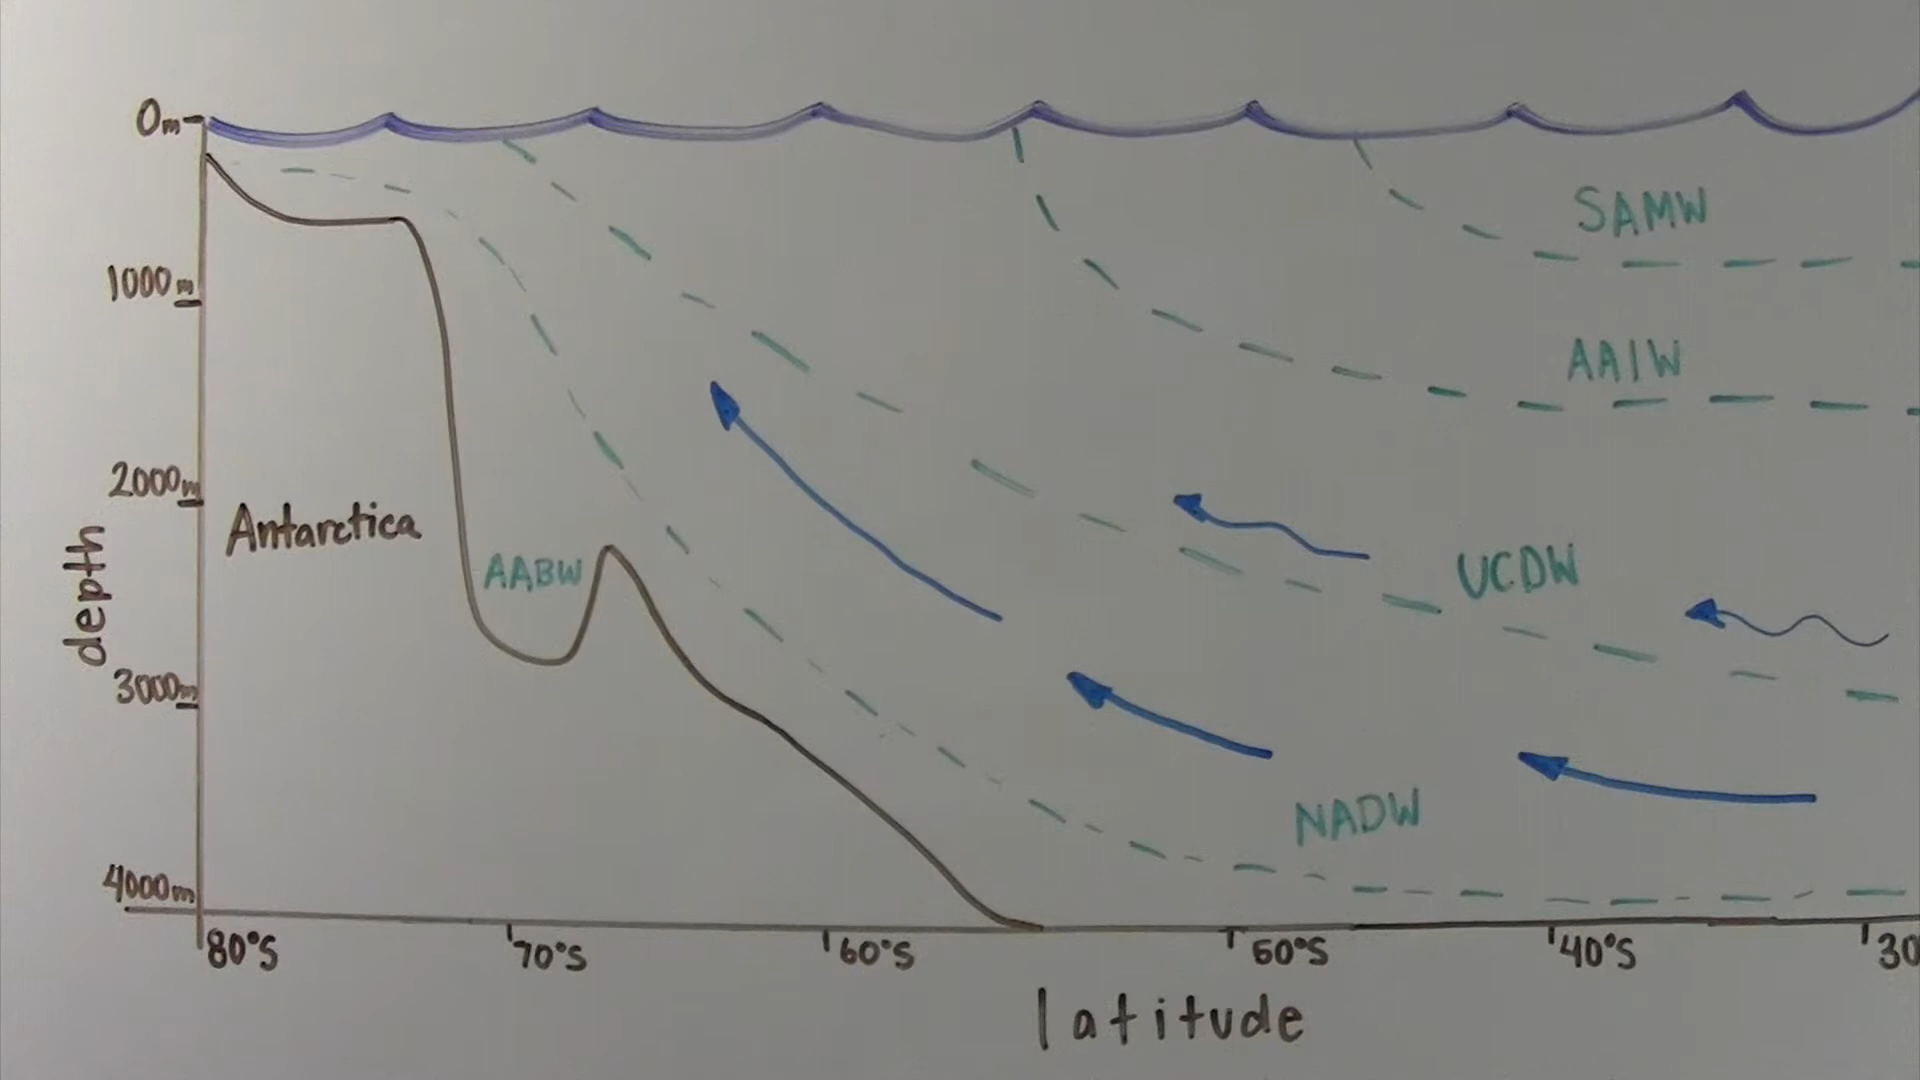 0m
SAMW
1000m
AAIW
2000m
Antarctica
AABW
UCDW
depth
3000m
NADW
4000m
80°S
70°S
60°S
50°S
40°S
30
latitude